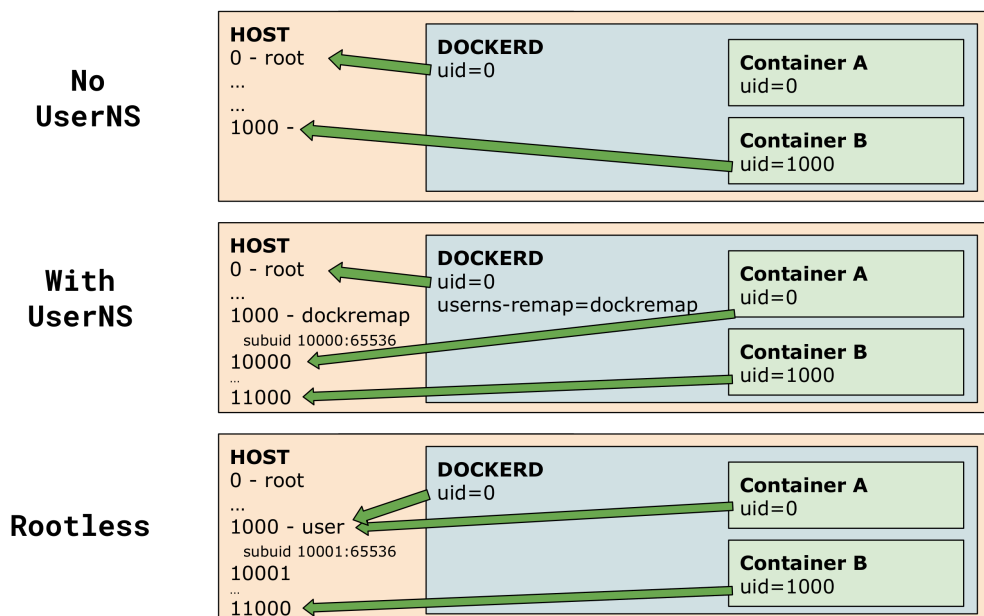 No
UserNS
HOST
0 - root
...
...
1000 -
DOCKERD
uid=0
Container A
uid=0
Container B
uid=1000
With
UserNS
HOST
0 - root
...
1000 - dockremap
subuid 10000:65536
10000
...
11000
DOCKERD
uid=0
userns-remap=dockremap
Container A
uid=0
Container B
uid=1000
Rootless
HOST
0 - root
...
1000 - user
subuid 10001:65536
10001
...
11000
DOCKERD
uid=0
Container A
uid=0
Container B
uid=1000